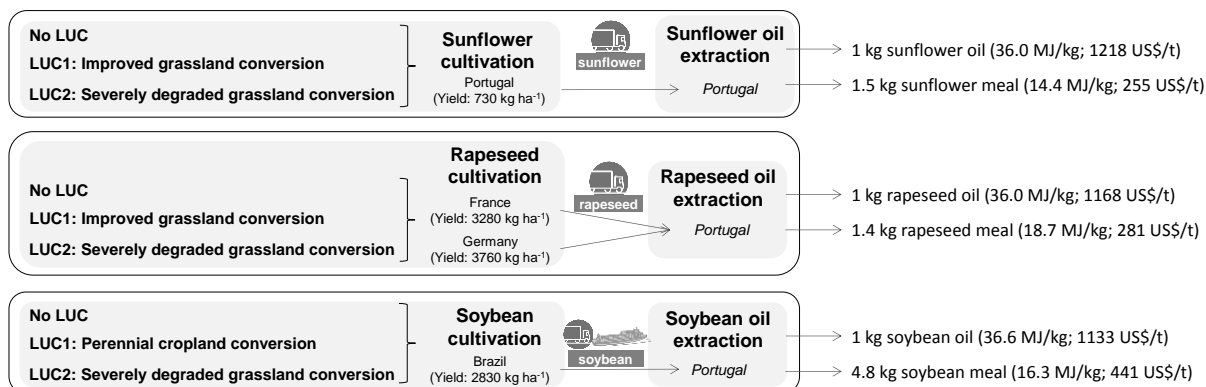 No LUC
LUC1: Improved grassland conversion
LUC2: Severely degraded grassland conversion
Sunflower
cultivation
Portugal
(Yield: 730 kg ha⁻¹)
sunflower
Sunflower oil
extraction
Portugal
1 kg sunflower oil (36.0 MJ/kg; 1218 US$/t)
1.5 kg sunflower meal (14.4 MJ/kg; 255 US$/t)
No LUC
LUC1: Improved grassland conversion
LUC2: Severely degraded grassland conversion
Rapeseed
cultivation
France
(Yield: 3280 kg ha⁻¹)
Germany
(Yield: 3760 kg ha⁻¹)
rapeseed
Rapeseed oil
extraction
Portugal
1 kg rapeseed oil (36.0 MJ/kg; 1168 US$/t)
1.4 kg rapeseed meal (18.7 MJ/kg; 281 US$/t)
No LUC
LUC1: Perennial cropland conversion
LUC2: Severely degraded grassland conversion
Soybean
cultivation
Brazil
(Yield: 2830 kg ha⁻¹)
soybean
Soybean oil
extraction
Portugal
1 kg soybean oil (36.6 MJ/kg; 1133 US$/t)
4.8 kg soybean meal (16.3 MJ/kg; 441 US$/t)